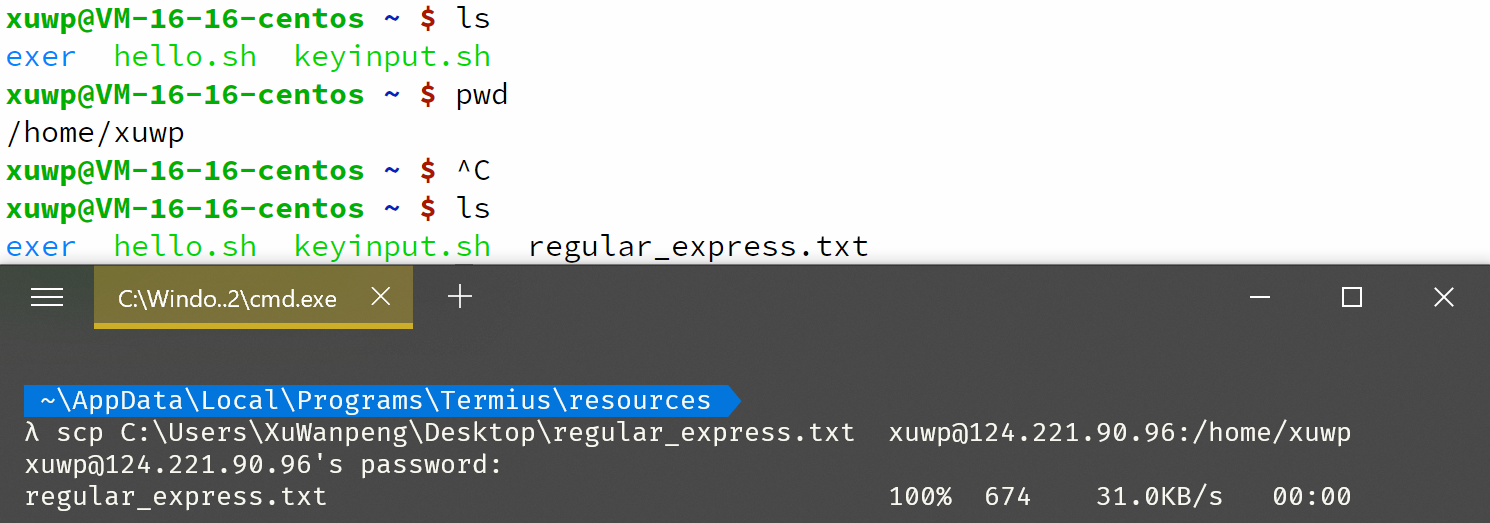 xuwp@VM-16-16-centos ~ $ ls
exer  hello.sh  keyinput.sh
xuwp@VM-16-16-centos ~ $ pwd
/home/xuwp
xuwp@VM-16-16-centos ~ $ ^C
xuwp@VM-16-16-centos ~ $ ls
exer  hello.sh  keyinput.sh  regular_express.txt
C:\Windo..2\cmd.exe
~\AppData\Local\Programs\Termius\resources
λ scp C:\Users\XuWanpeng\Desktop\regular_express.txt  xuwp@124.221.90.96:/home/xuwp
xuwp@124.221.90.96's password:
regular_express.txt                                   100%  674    31.0KB/s   00:00